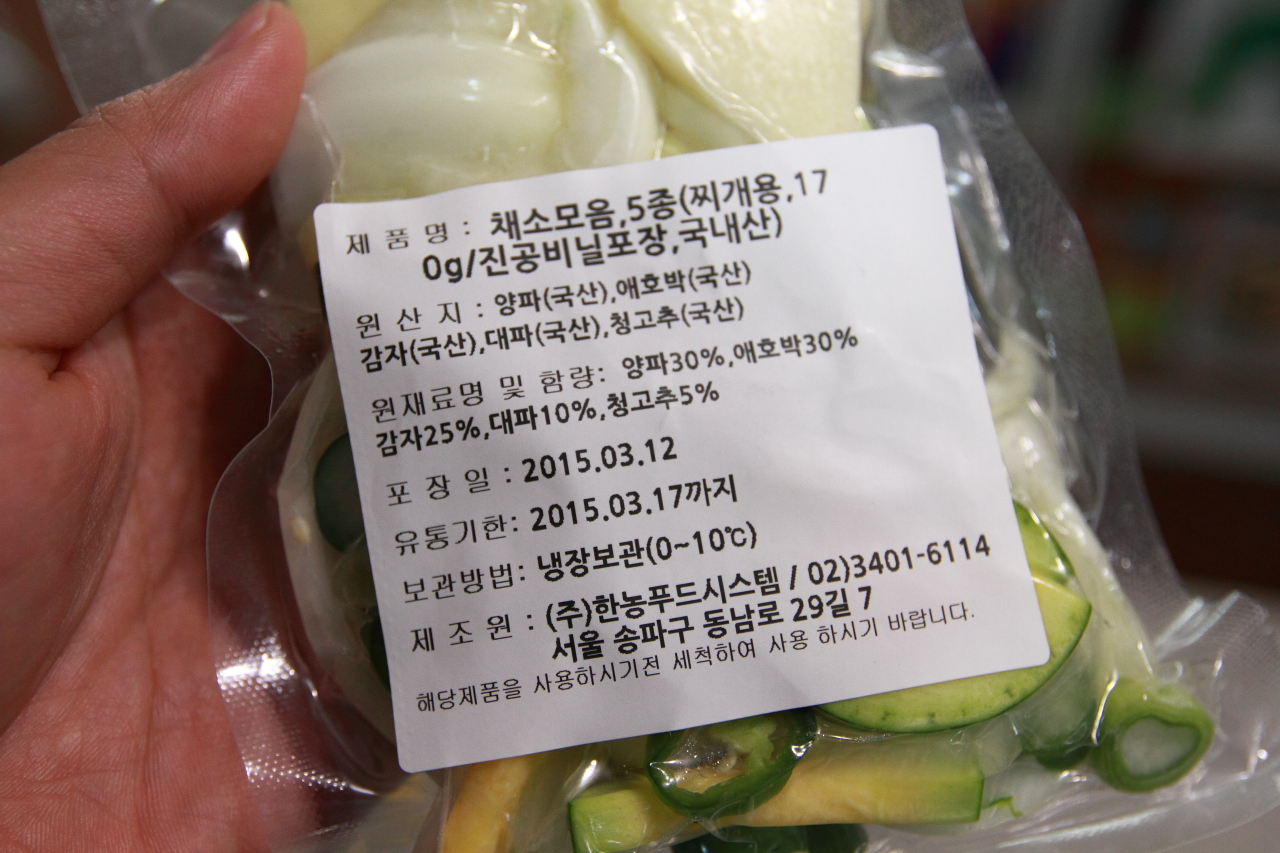 제 품 명 : 채소모음,5종(찌개용,17
0g/진공비닐포장,국내산)
원 산 지 : 양파(국산),애호박(국산)
감자(국산),대파(국산),청고추(국산)
원재료명 및 함량: 양파30%,애호박30%
감자25%,대파10%,청고추5%
포 장 일 : 2015.03.12
유통기한: 2015.03.17까지
보관방법: 냉장보관(0~10℃)
제 조 원 : (주)한농푸드시스템 / 02)3401-6114
서울 송파구 동남로 29길 7
해당제품을 사용하시기전 세척하여 사용 하시기 바랍니다.